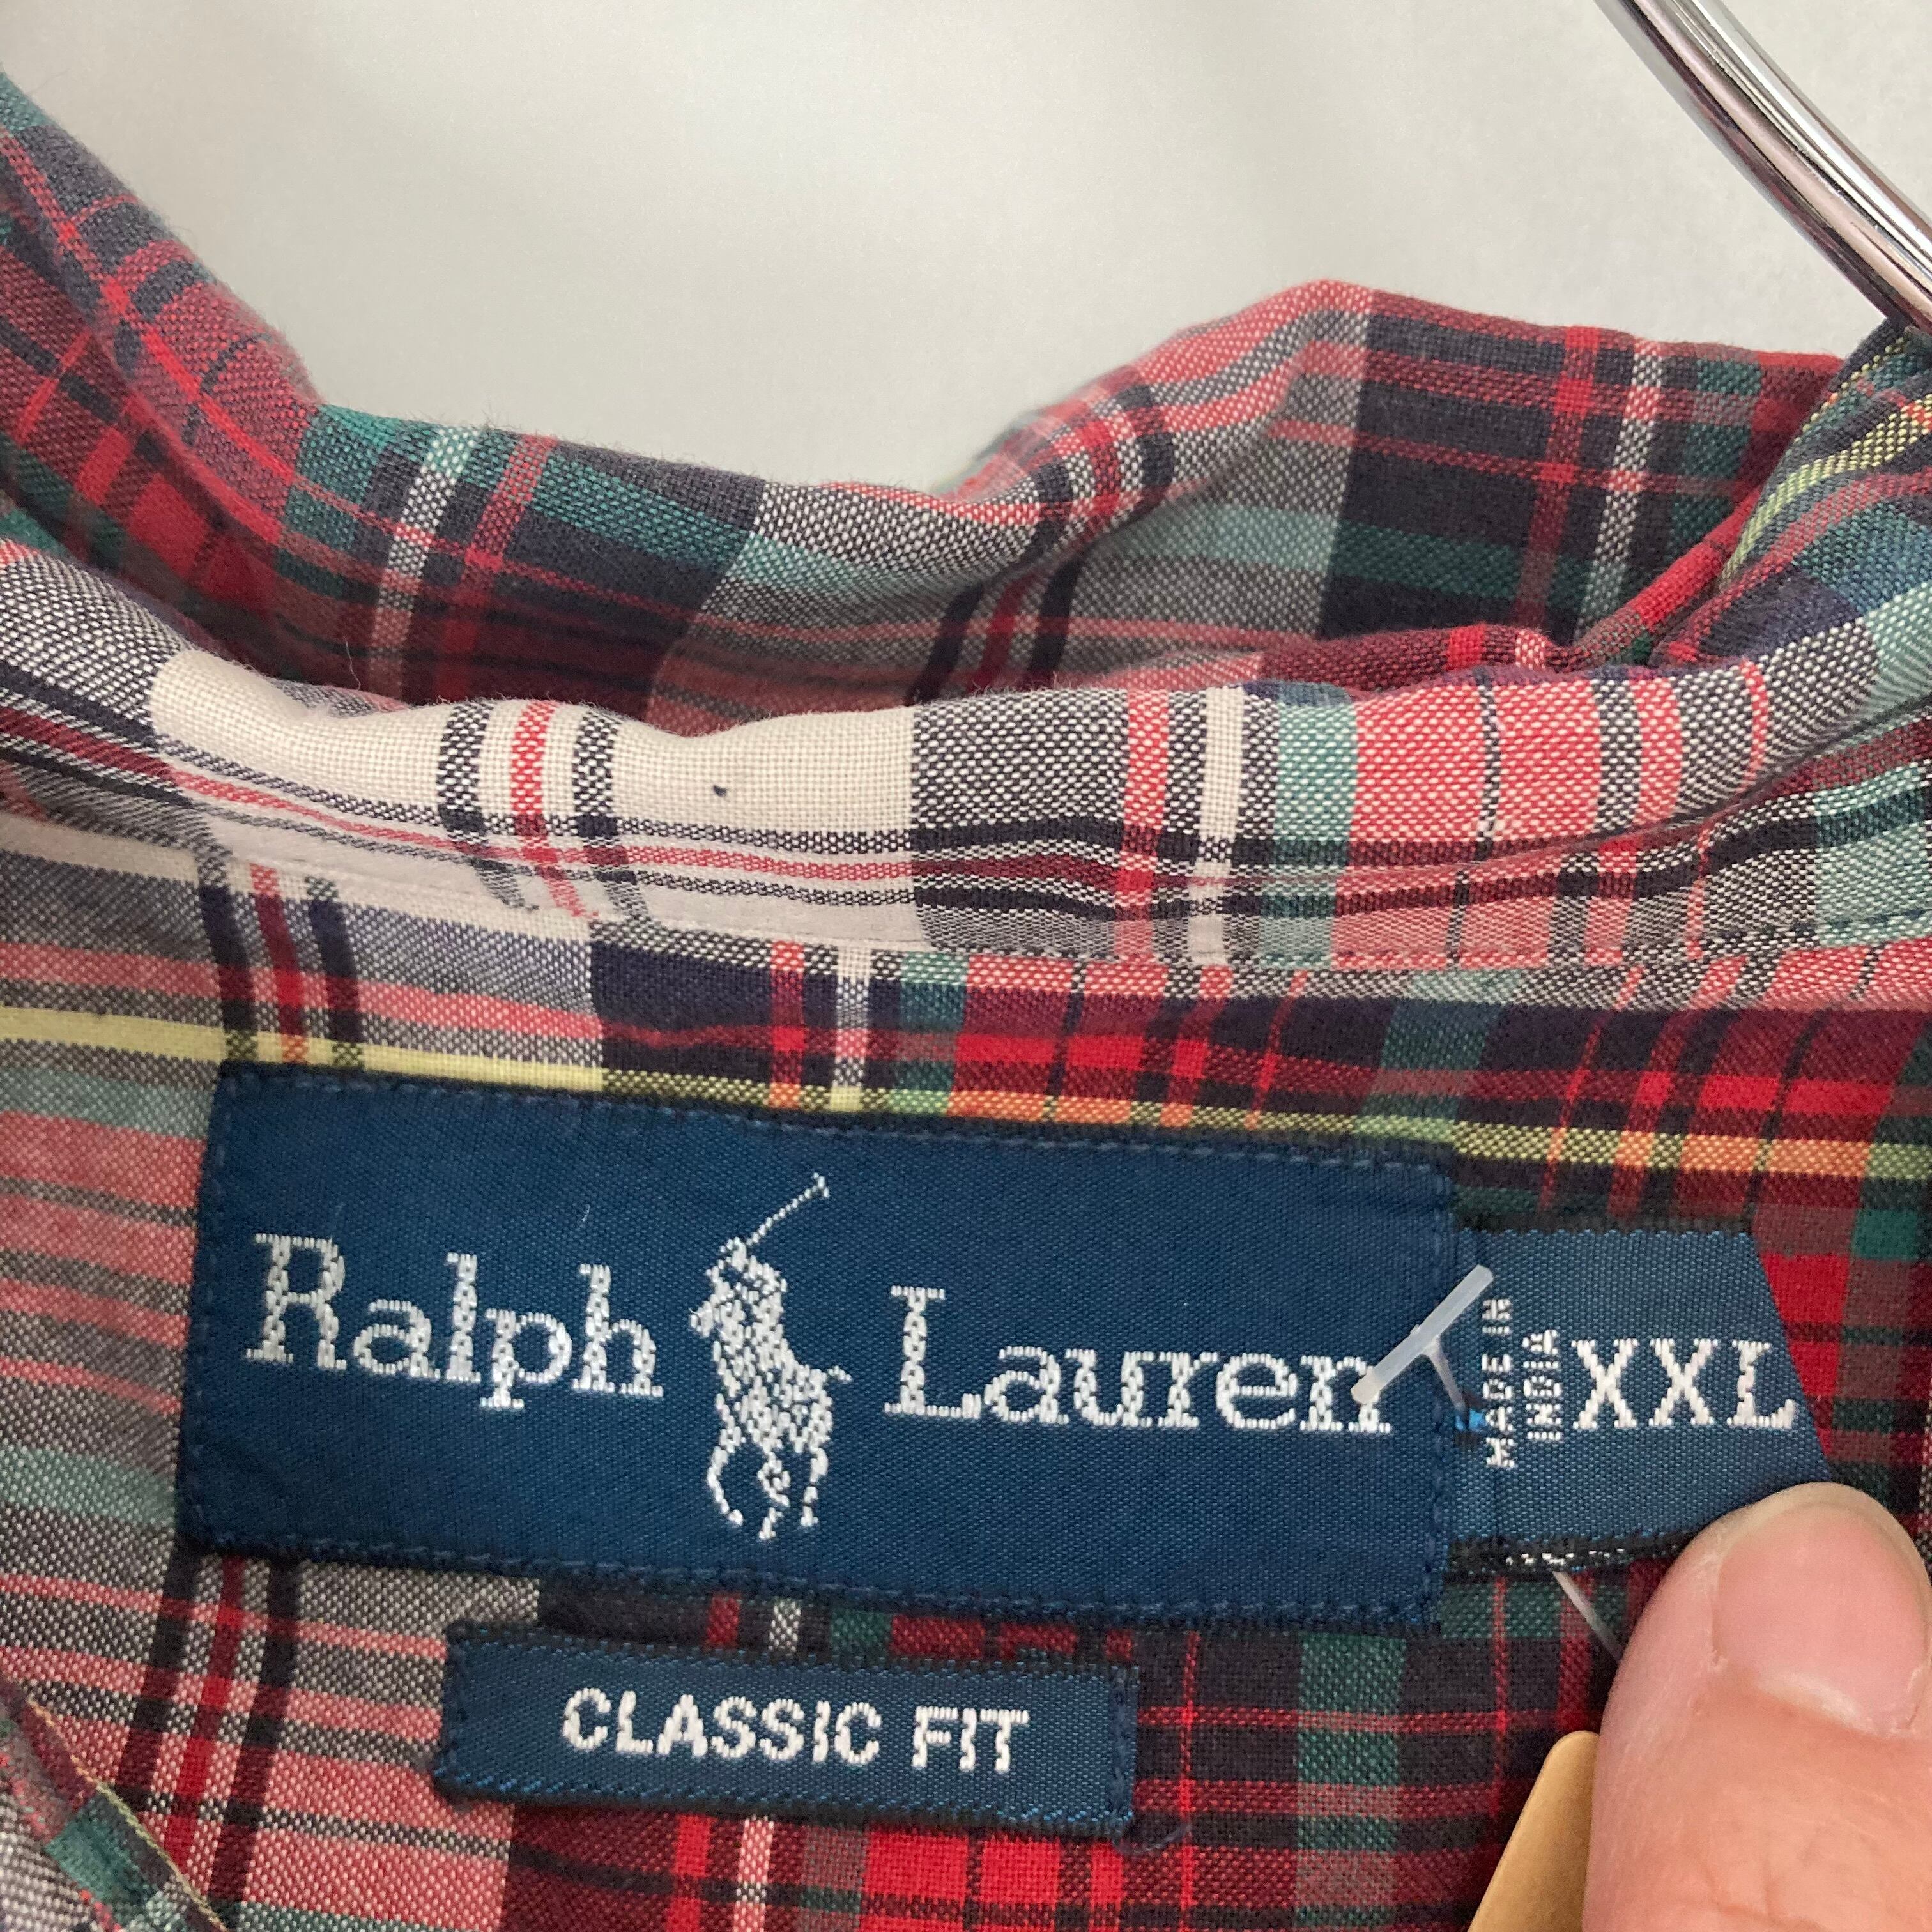 Ralph Lauren
MADE IN
INDIA
XXL
CLASSIC FIT